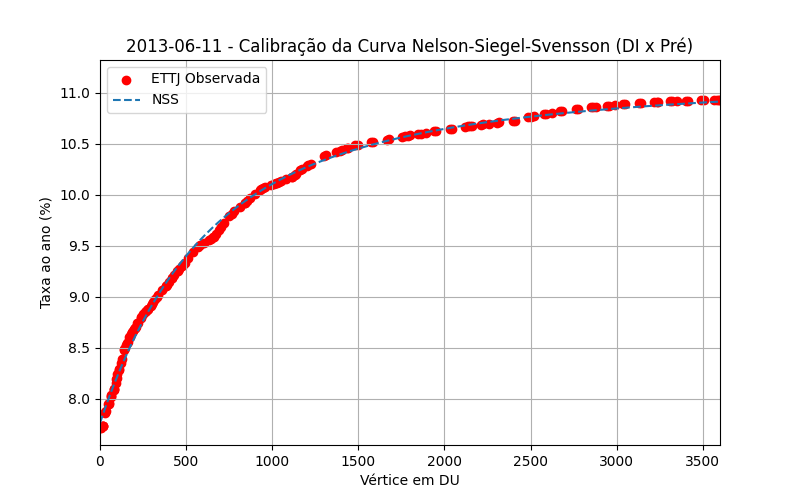 2013-06-11 - Calibração da Curva Nelson-Siegel-Svensson (DI x Pré)
ETTJ Observada
NSS
Taxa ao ano (%)
11.0
10.5
10.0
9.5
9.0
8.5
8.0
0 500 1000 1500 2000 2500 3000 3500
Vértice em DU